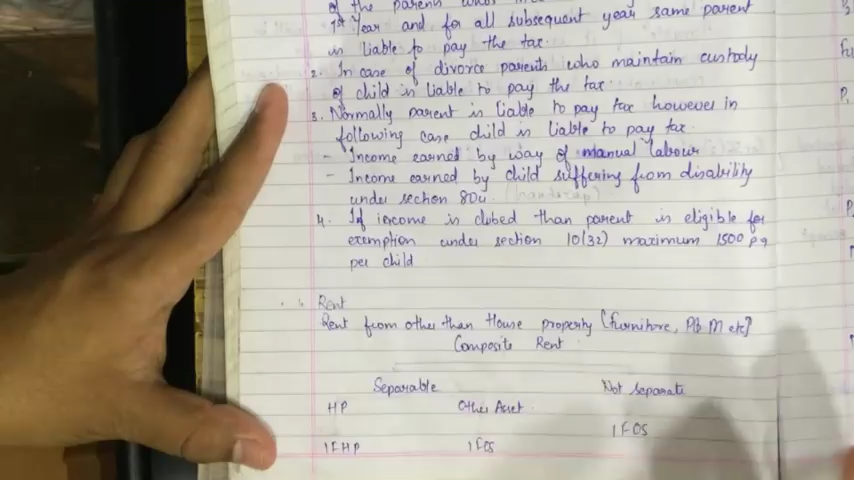 of the parents
1st Year and for all subsequent year same parent
is liable to pay the tax.
2. In case of divorce parents who maintain custody
of child is liable to pay the tax.
3. Normally parent is liable to pay tax however in
following case child is liable to pay tax.
- Income earned by way of manual labour
- Income earned by child suffering from disability
under section 80u. (handicap)
4. If income is clubed than parent is eligible for
exemption under section 10(32) maximum 1500 p.a
per child
Rent
Rent from other than House property [furniture, P& M etc]
Composite Rent
Separable Not separate
HP Other Asset.
IFOS
IFHP IFOS